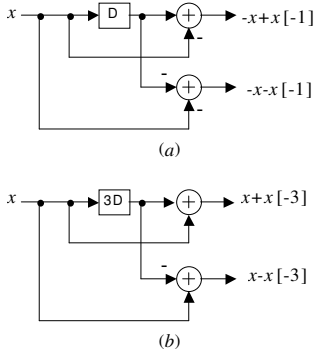 x D + -x+x[-1]
-
- + -x-x[-1]
-
(a)
x 3D + x+x[-3]
- + x-x[-3]
(b)